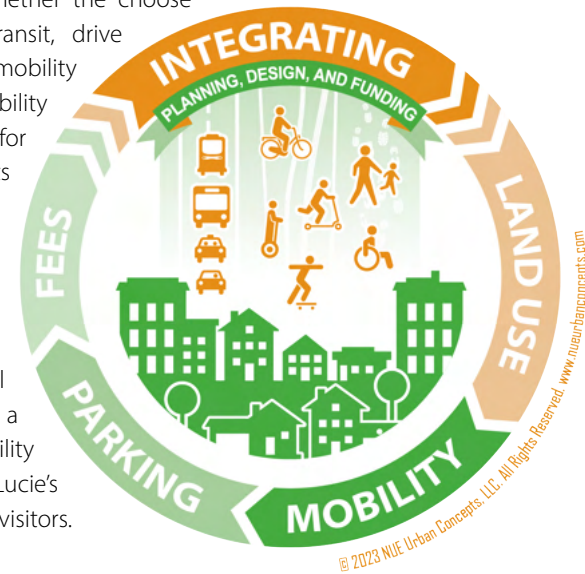 hether the choose
ransit, drive
mobility
bility
for
s
l
a
ility
Lucie's
visitors.
INTEGRATING
PLANNING, DESIGN, AND FUNDING
LAND USE
MOBILITY
PARKING
FEES
© 2023 NUE Urban Concepts, LLC. All Rights Reserved. www.nueurbanconcepts.com